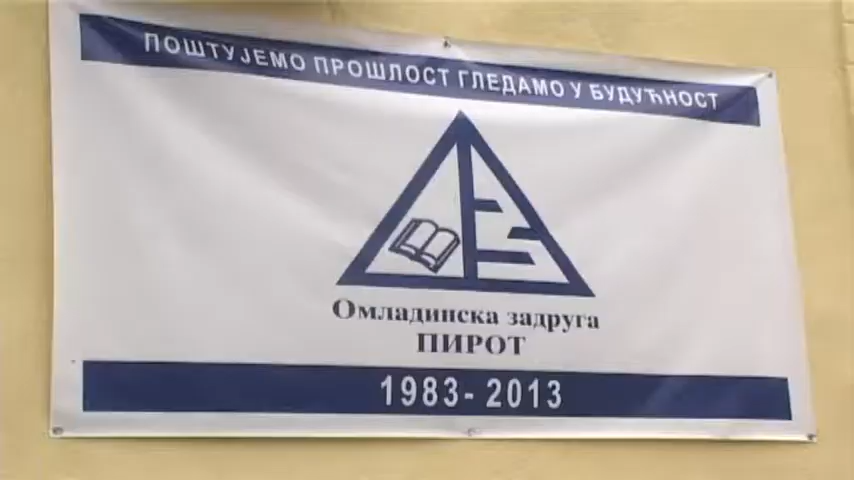 ПОШТУЈЕМО ПРОШЛОСТ ГЛЕДАМО У БУДУЋНОСТ
Омладинска задруга
ПИРОТ
1983- 2013